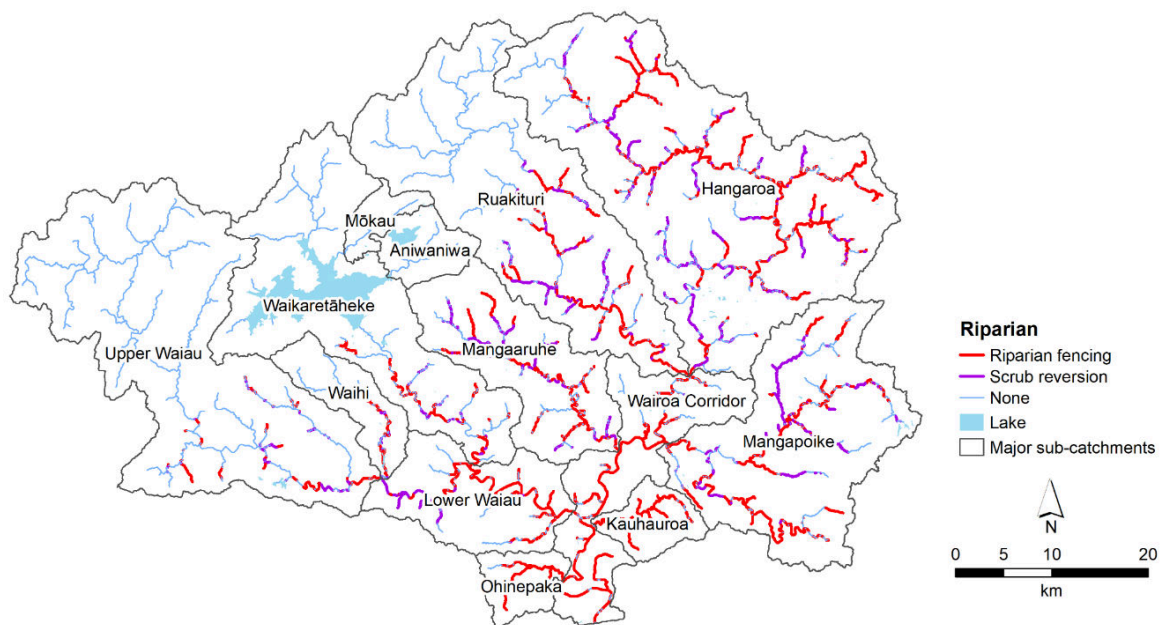 Ruakituri
Hangaroa
Mōkau
Aniwaniwa
Waikaretāheke
Upper Waiau
Mangaaruhe
Waihi
Wairoa Corridor
Mangapoike
Lower Waiau
Kāuhauroa
Ohinepaka
Riparian
Riparian fencing
Scrub reversion
None
Lake
Major sub-catchments
N
0 5 10 20
km